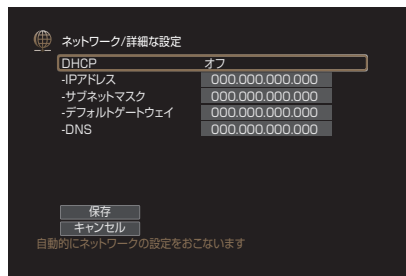 ネットワーク/詳細な設定
DHCP オフ
-IPアドレス 000.000.000.000
-サブネットマスク 000.000.000.000
-デフォルトゲートウェイ 000.000.000.000
-DNS 000.000.000.000
保存
キャンセル
自動的にネットワークの設定をおこないます